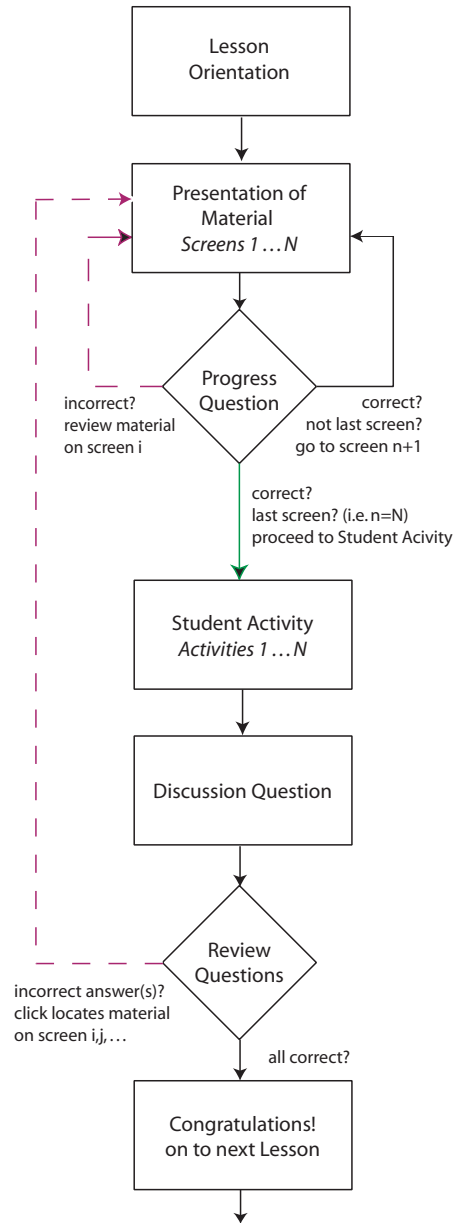 Lesson
Orientation
Presentation of
Material
Screens 1 … N
Progress
Question
incorrect?
review material
on screen i
correct?
not last screen?
go to screen n+1
correct?
last screen? (i.e. n=N)
proceed to Student Acivity
Student Activity
Activities 1 … N
Discussion Question
Review
Questions
incorrect answer(s)?
click locates material
on screen i,j,…
all correct?
Congratulations!
on to next Lesson